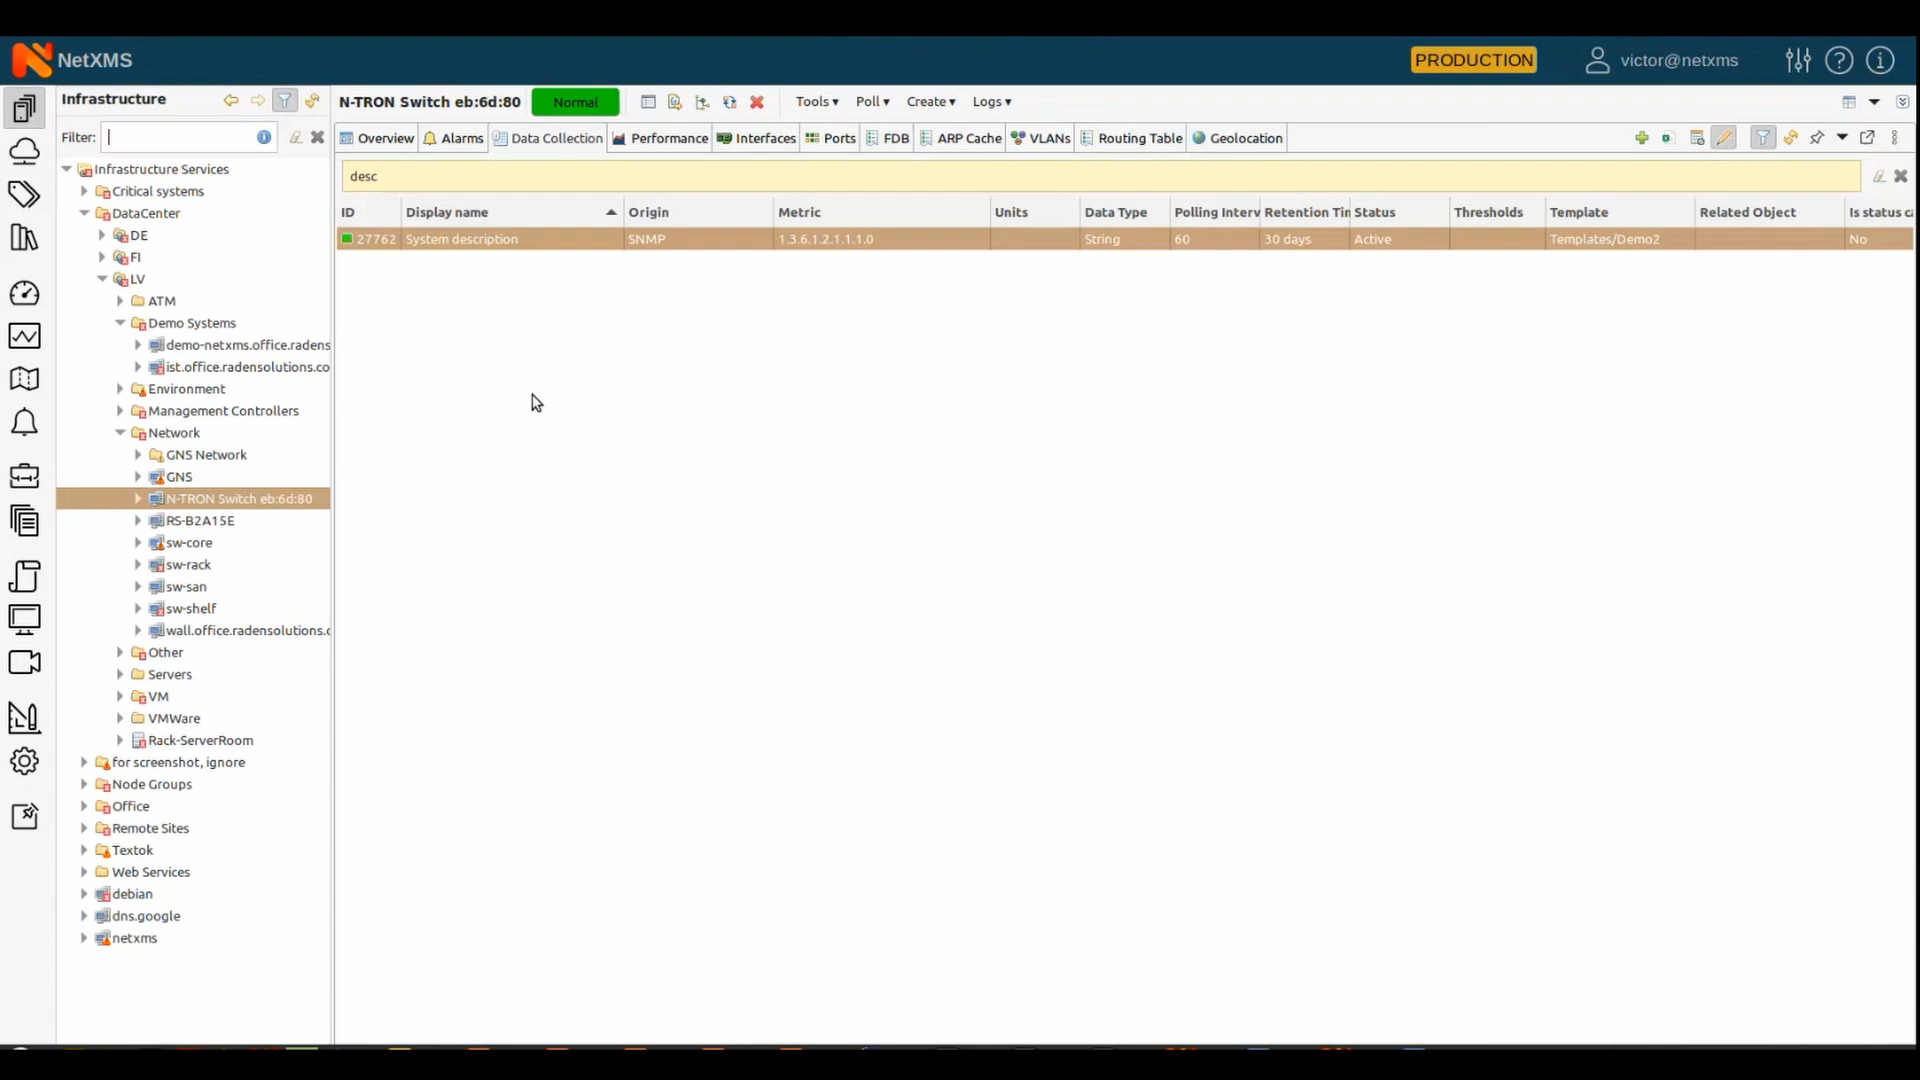 NetXMS
PRODUCTION
victor@netxms
Infrastructure
N-TRON Switch eb:6d:80
Normal
Tools
Poll
Create
Logs
Filter:
Overview
Alarms
Data Collection
Performance
Interfaces
Ports
FDB
ARP Cache
VLANs
Routing Table
Geolocation
desc
ID
Display name
Origin
Metric
Units
Data Type
Polling Interv
Retention Tir
Status
Thresholds
Template
Related Object
Is status ca
27762
System description
SNMP
1.3.6.1.2.1.1.1.0
String
60
30 days
Active
Templates/Demo2
No
Infrastructure Services
Critical systems
DataCenter
DE
FI
LV
ATM
Demo Systems
demo-netxms.office.radens
ist.office.radensolutions.co
Environment
Management Controllers
Network
GNS Network
GNS
N-TRON Switch eb:6d:80
RS-B2A15E
sw-core
sw-rack
sw-san
sw-shelf
wall.office.radensolutions.c
Other
Servers
VM
VMWare
Rack-ServerRoom
for screenshot, ignore
Node Groups
Office
Remote Sites
Textok
Web Services
debian
dns.google
netxms